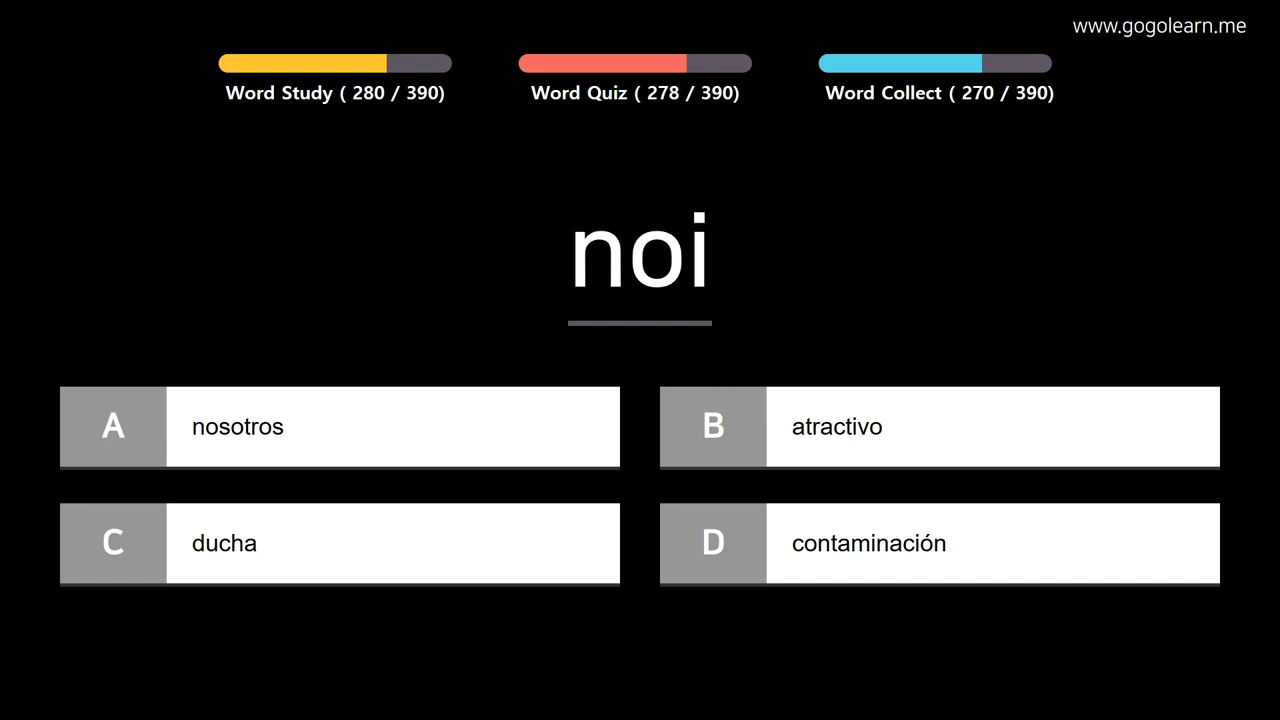 www.gogolearn.me
Word Study ( 280 / 390)
Word Quiz ( 278 / 390)
Word Collect ( 270 / 390)
noi
A nosotros
B atractivo
C ducha
D contaminación